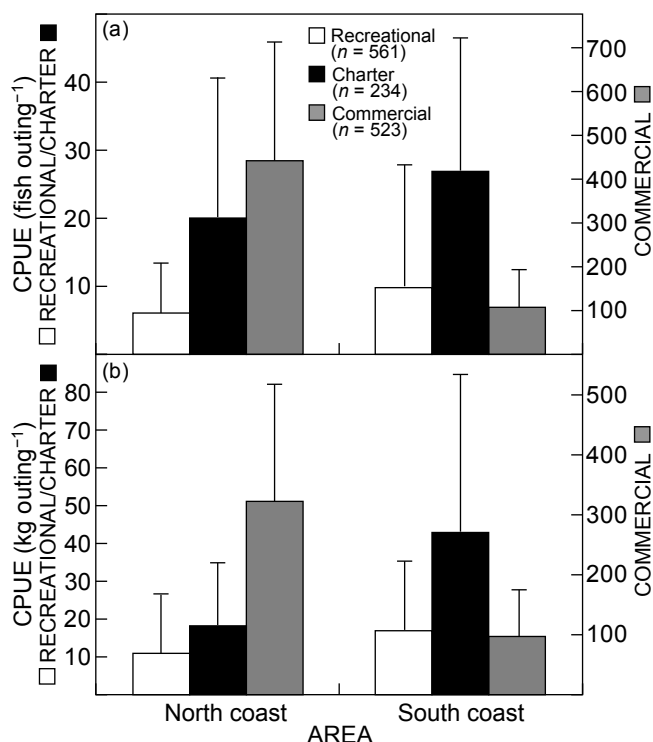 (a)
Recreational
(n = 561)
Charter
(n = 234)
Commercial
(n = 523)
CPUE (fish outing⁻¹)
RECREATIONAL/CHARTER
40
30
20
10
700
600
500
400
300
200
100
COMMERCIAL
(b)
CPUE (kg outing⁻¹)
RECREATIONAL/CHARTER
80
70
60
50
40
30
20
10
500
400
300
200
100
COMMERCIAL
North coast South coast
AREA